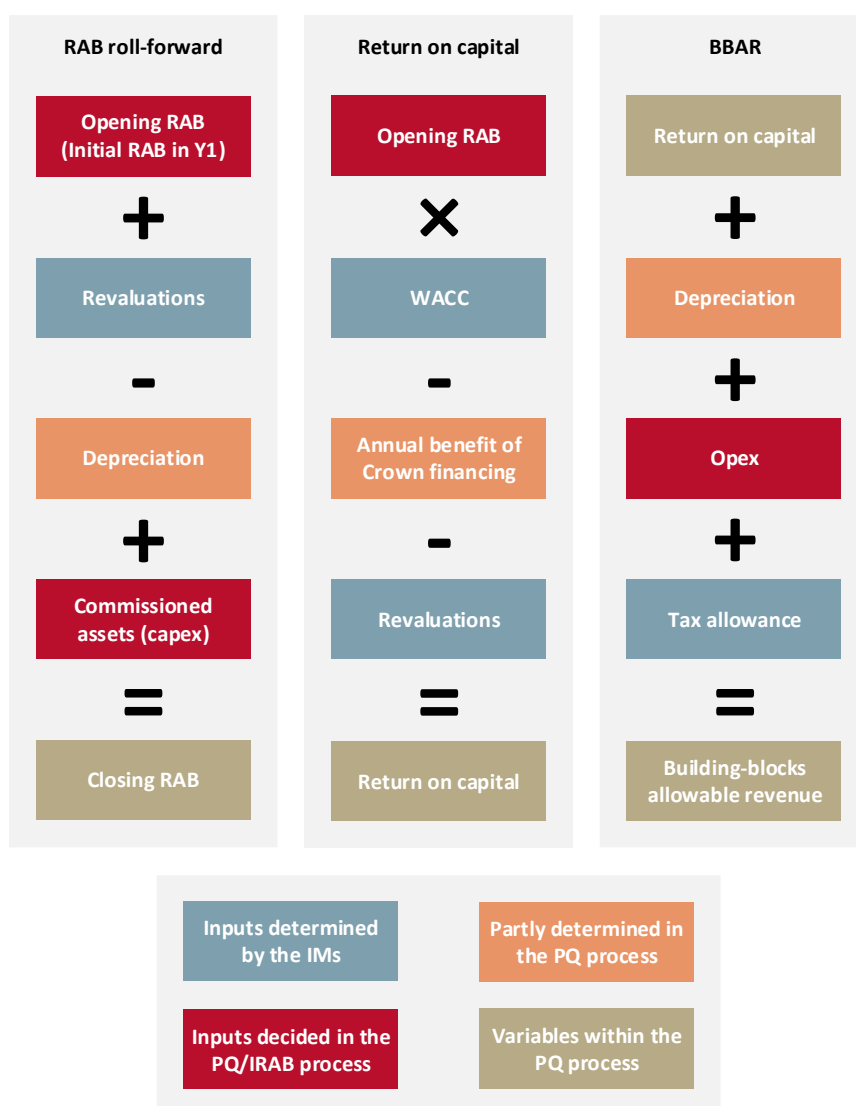 RAB roll-forward
Opening RAB
(Initial RAB in Y1)
+
Revaluations
-
Depreciation
+
Commissioned
assets (capex)
=
Closing RAB
Return on capital
Opening RAB
×
WACC
-
Annual benefit of
Crown financing
-
Revaluations
=
Return on capital
BBAR
Return on capital
+
Depreciation
+
Opex
+
Tax allowance
=
Building-blocks
allowable revenue
Inputs determined
by the IMs
Partly determined in
the PQ process
Inputs decided in the
PQ/IRAB process
Variables within the
PQ process